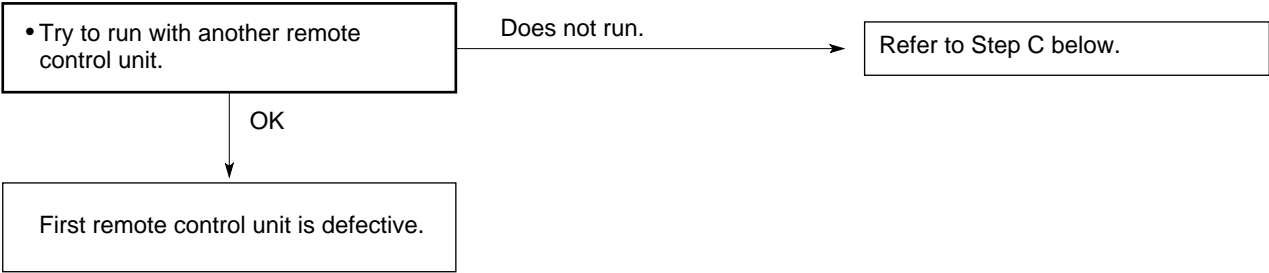 • Try to run with another remote
control unit.
Does not run.
Refer to Step C below.
OK
First remote control unit is defective.